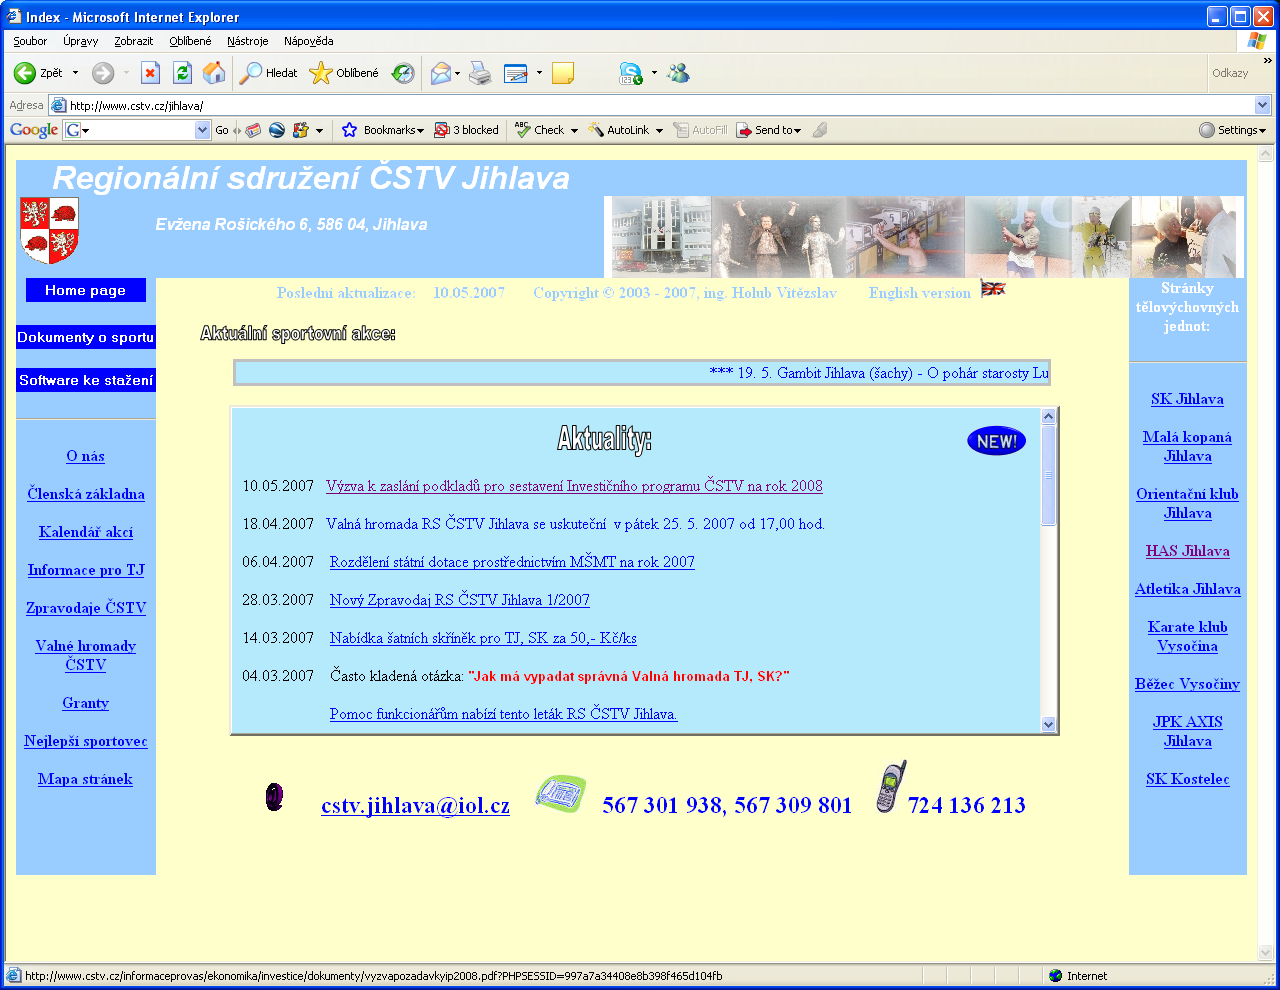 Index - Microsoft Internet Explorer
Soubor Úpravy Zobrazit Oblíbené Nástroje Nápověda
Zpět Hledat Oblíbené 123 Odkazy
Adresa http://www.cstv.cz/jihlava/
Google G Go Bookmarks 3 blocked ABC Check AutoLink AutoFill Send to Settings
Regionální sdružení ČSTV Jihlava
Evžena Rošického 6, 586 04, Jihlava
5
Poslední aktualizace: 10.05.2007 Copyright © 2003 - 2007, ing. Holub Vítězslav English version
Home page
Dokumenty o sportu
Software ke stažení
O nás
Členská základna
Kalendář akcí
Informace pro TJ
Zpravodaje ČSTV
Valné hromady
ČSTV
Granty
Nejlepší sportovec
Mapa stránek
Aktuální sportovní akce:
*** 19. 5. Gambit Jihlava (šachy) - O pohár starosty Lu
Aktuality:
NEW!
10.05.2007 Výzva k zaslání podkladů pro sestavení Investičního programu ČSTV na rok 2008
18.04.2007 Valná hromada RS ČSTV Jihlava se uskuteční v pátek 25. 5. 2007 od 17,00 hod.
06.04.2007 Rozdělení státní dotace prostřednictvím MŠMT na rok 2007
28.03.2007 Nový Zpravodaj RS ČSTV Jihlava 1/2007
14.03.2007 Nabídka šatních skříněk pro TJ, SK za 50,- Kč/ks
04.03.2007 Často kladená otázka: "Jak má vypadat správná Valná hromada TJ, SK?"
Pomoc funkcionářům nabízí tento leták RS ČSTV Jihlava.
cstv.jihlava@iol.cz 567 301 938, 567 309 801 724 136 213
Stránky
tělovýchovných
jednot:
SK Jihlava
Malá kopaná
Jihlava
Orientační klub
Jihlava
HAS Jihlava
Atletika Jihlava
Karate klub
Vysočina
Běžec Vysočiny
JPK AXIS
Jihlava
SK Kostelec
http://www.cstv.cz/informaceprovas/ekonomika/investice/dokumenty/vyzvapozadavkyip2008.pdf?PHPSESSID=997a7a34408e8b398f465d104fb Internet